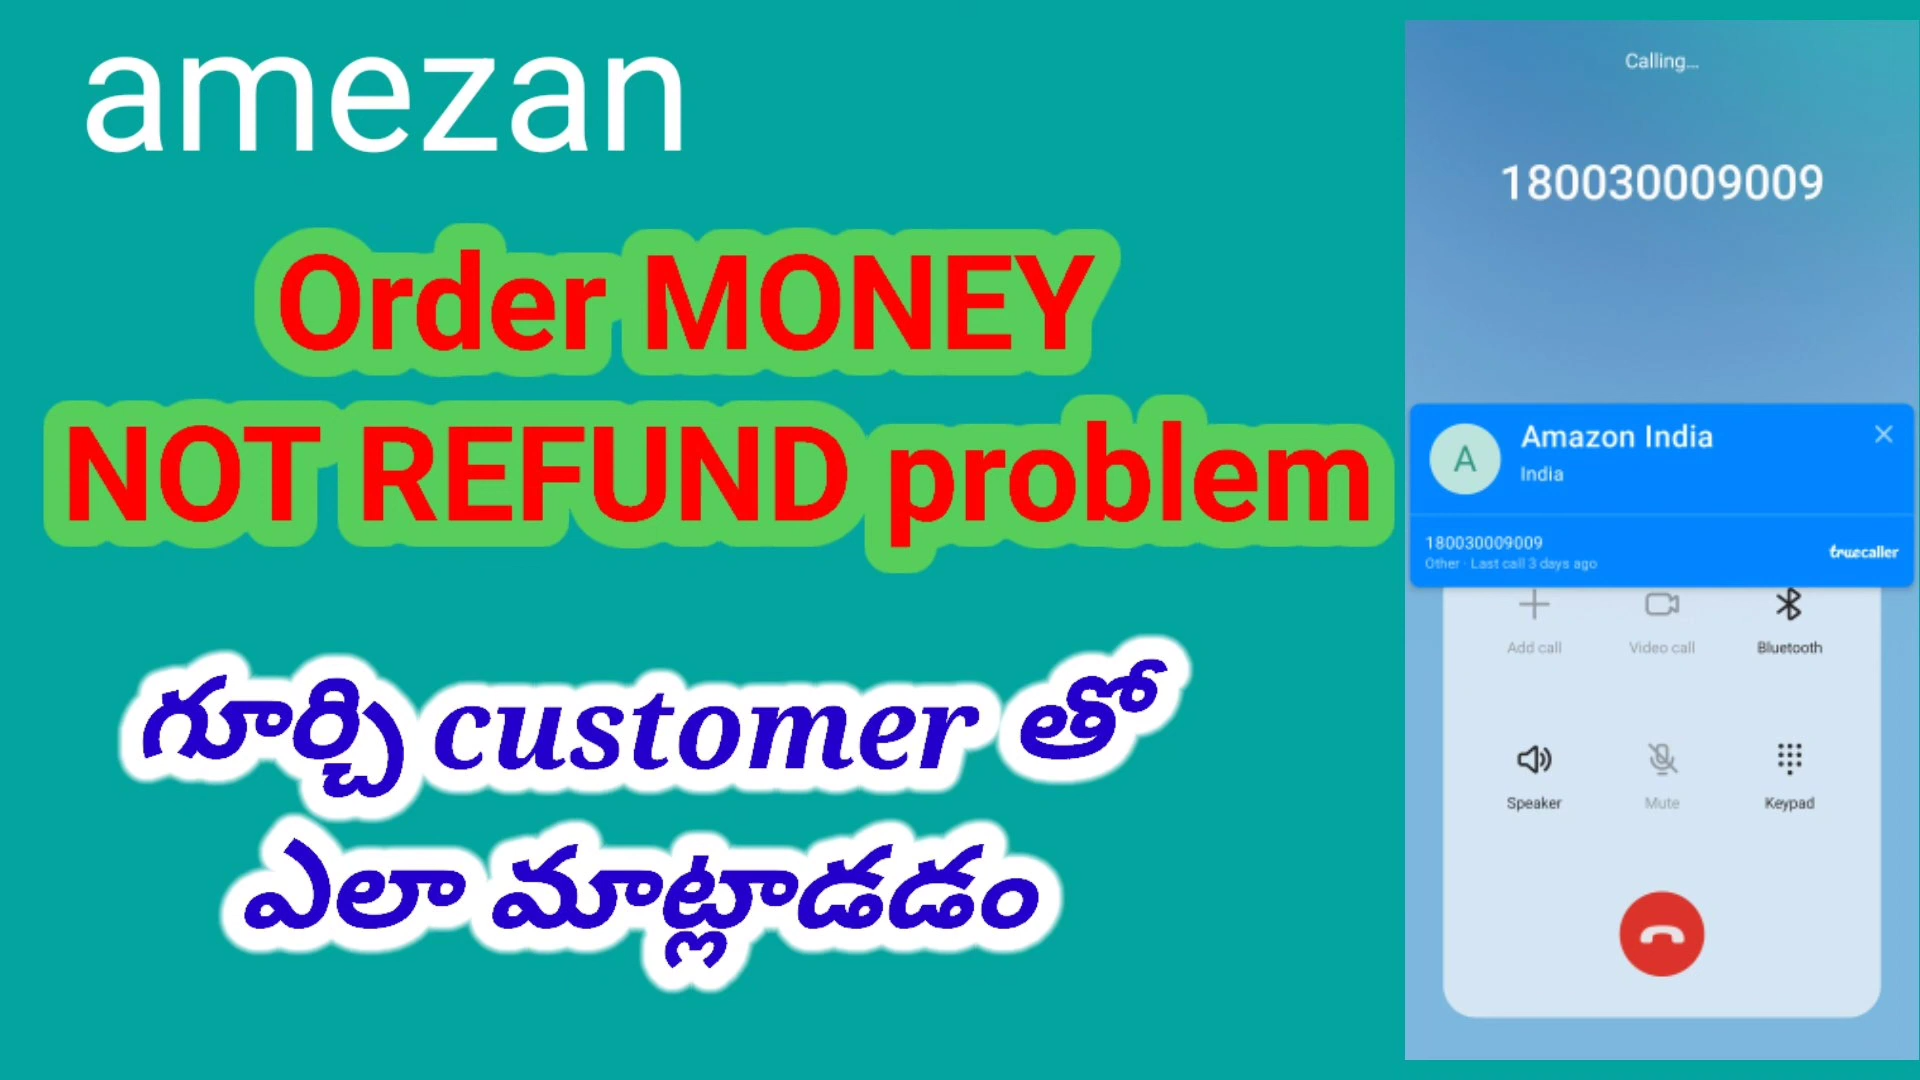 amezan
Order MONEY
NOT REFUND problem
గూర్చి customer తో
ఎలా మాట్లాడడం
Calling...
180030009009
A
Amazon India
India
180030009009
Other · Last call 3 days ago
truecaller
Add call
Video call
Bluetooth
Speaker
Mute
Keypad